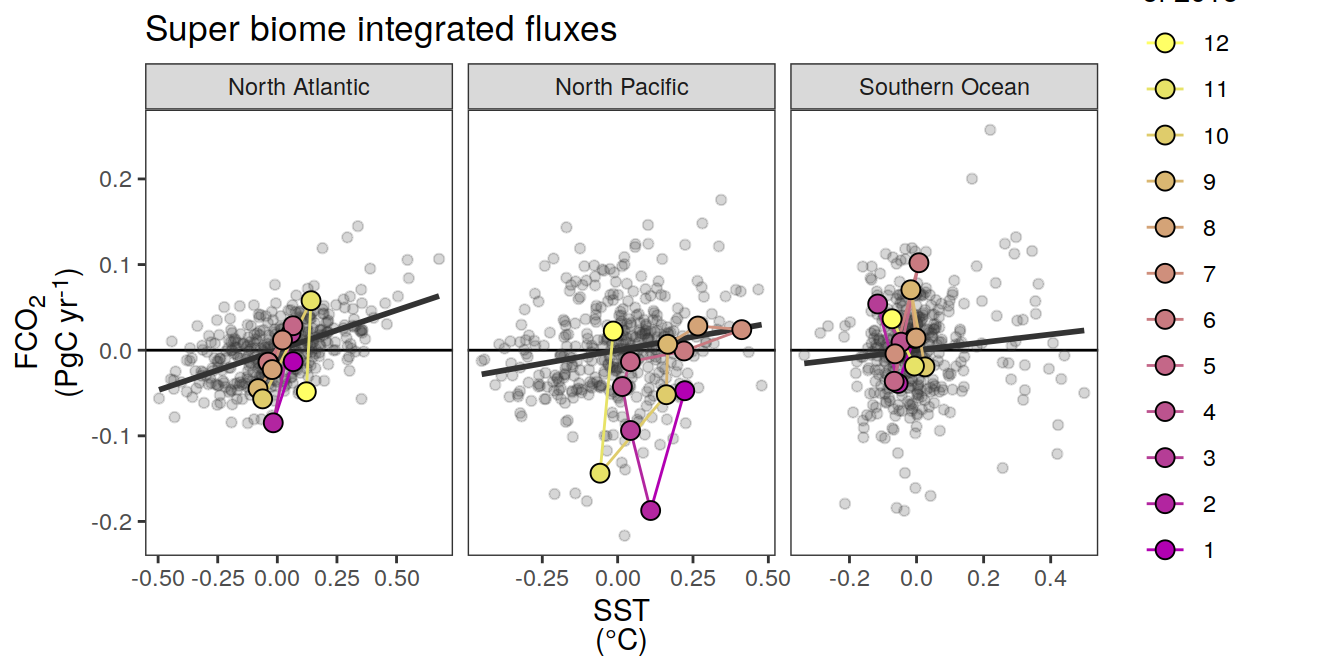 Super biome integrated fluxes
North Atlantic
North Pacific
Southern Ocean
FCO2
(PgC yr-1)
0.2
0.1
0.0
-0.1
-0.2
-0.50 -0.25 0.00 0.25 0.50
-0.25 0.00 0.25 0.50
-0.2 0.0 0.2 0.4
SST
(°C)
12
11
10
9
8
7
6
5
4
3
2
1